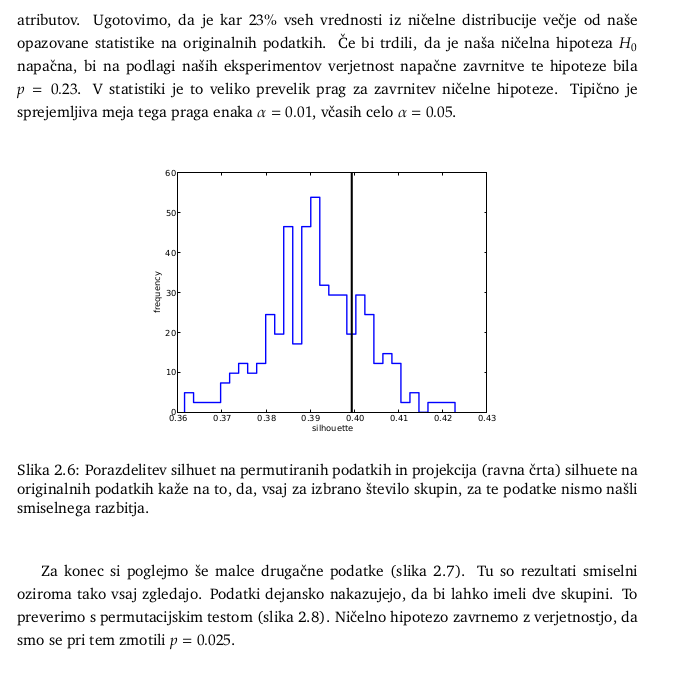 atributov. Ugotovimo, da je kar 23% vseh vrednosti iz ničelne distribucije večje od naše
opazovane statistike na originalnih podatkih. Če bi trdili, da je naša ničelna hipoteza H₀
napačna, bi na podlagi naših eksperimentov verjetnost napačne zavrnitve te hipoteze bila
p = 0.23. V statistiki je to veliko prevelik prag za zavrnitev ničelne hipoteze. Tipično je
sprejemljiva meja tega praga enaka α = 0.01, včasih celo α = 0.05.
60
50
40
30
20
10
0
frequency
0.36 0.37 0.38 0.39 0.40 0.41 0.42 0.43
silhouette
Slika 2.6: Porazdelitev silhuet na permutiranih podatkih in projekcija (ravna črta) silhuete na
originalnih podatkih kaže na to, da, vsaj za izbrano število skupin, za te podatke nismo našli
smiselnega razbitja.
Za konec si poglejmo še malce drugačne podatke (slika 2.7). Tu so rezultati smiselni
oziroma tako vsaj zgledajo. Podatki dejansko nakazujejo, da bi lahko imeli dve skupini. To
preverimo s permutacijskim testom (slika 2.8). Ničelno hipotezo zavrnemo z verjetnostjo, da
smo se pri tem zmotili p = 0.025.